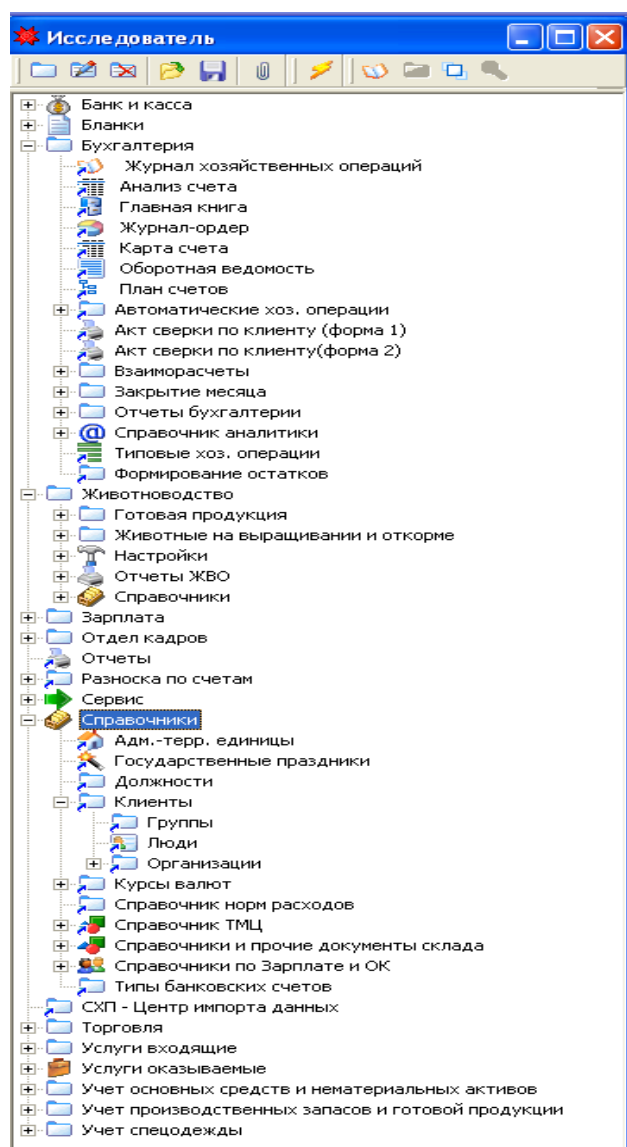 Исследователь
Банк и касса
Бланки
Бухгалтерия
Журнал хозяйственных операций
Анализ счета
Главная книга
Журнал-ордер
Карта счета
Оборотная ведомость
План счетов
Автоматические хоз. операции
Акт сверки по клиенту (форма 1)
Акт сверки по клиенту(форма 2)
Взаиморасчеты
Закрытие месяца
Отчеты бухгалтерии
Справочник аналитики
Типовые хоз. операции
Формирование остатков
Животноводство
Готовая продукция
Животные на выращивании и откорме
Настройки
Отчеты ЖВО
Справочники
Зарплата
Отдел кадров
Отчеты
Разноска по счетам
Сервис
Справочники
Адм.-терр. единицы
Государственные праздники
Должности
Клиенты
Группы
Люди
Организации
Курсы валют
Справочник норм расходов
Справочник ТМЦ
Справочники и прочие документы склада
Справочники по Зарплате и ОК
Типы банковских счетов
СХП - Центр импорта данных
Торговля
Услуги входящие
Услуги оказываемые
Учет основных средств и нематериальных активов
Учет производственных запасов и готовой продукции
Учет спецодежды